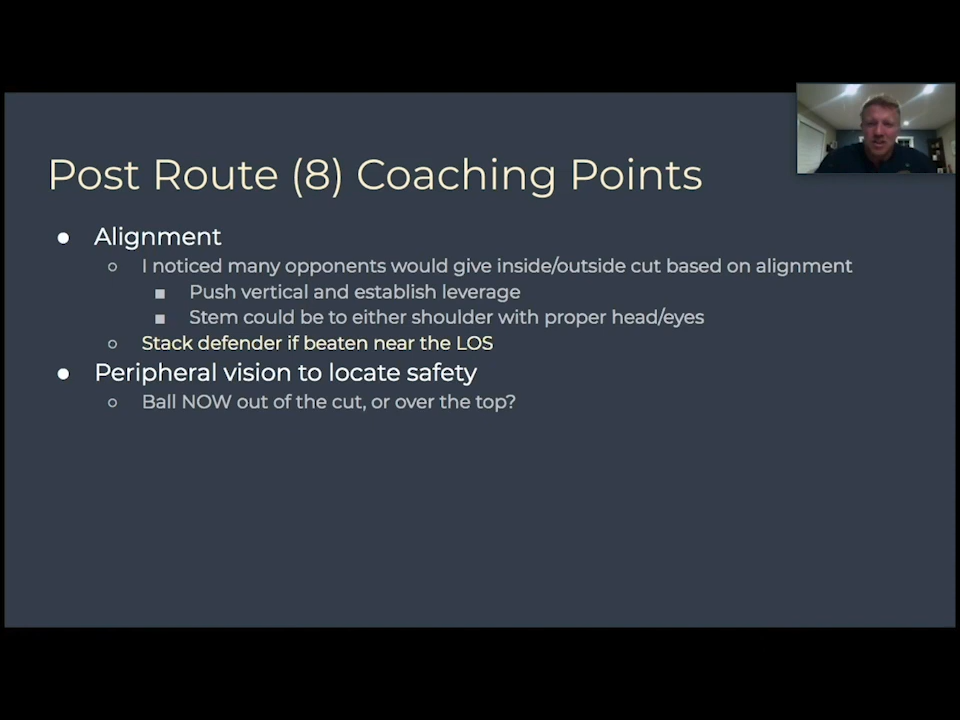 Post Route (8) Coaching Points
● Alignment
○ I noticed many opponents would give inside/outside cut based on alignment
■ Push vertical and establish leverage
■ Stem could be to either shoulder with proper head/eyes
○ Stack defender if beaten near the LOS
● Peripheral vision to locate safety
○ Ball NOW out of the cut, or over the top?